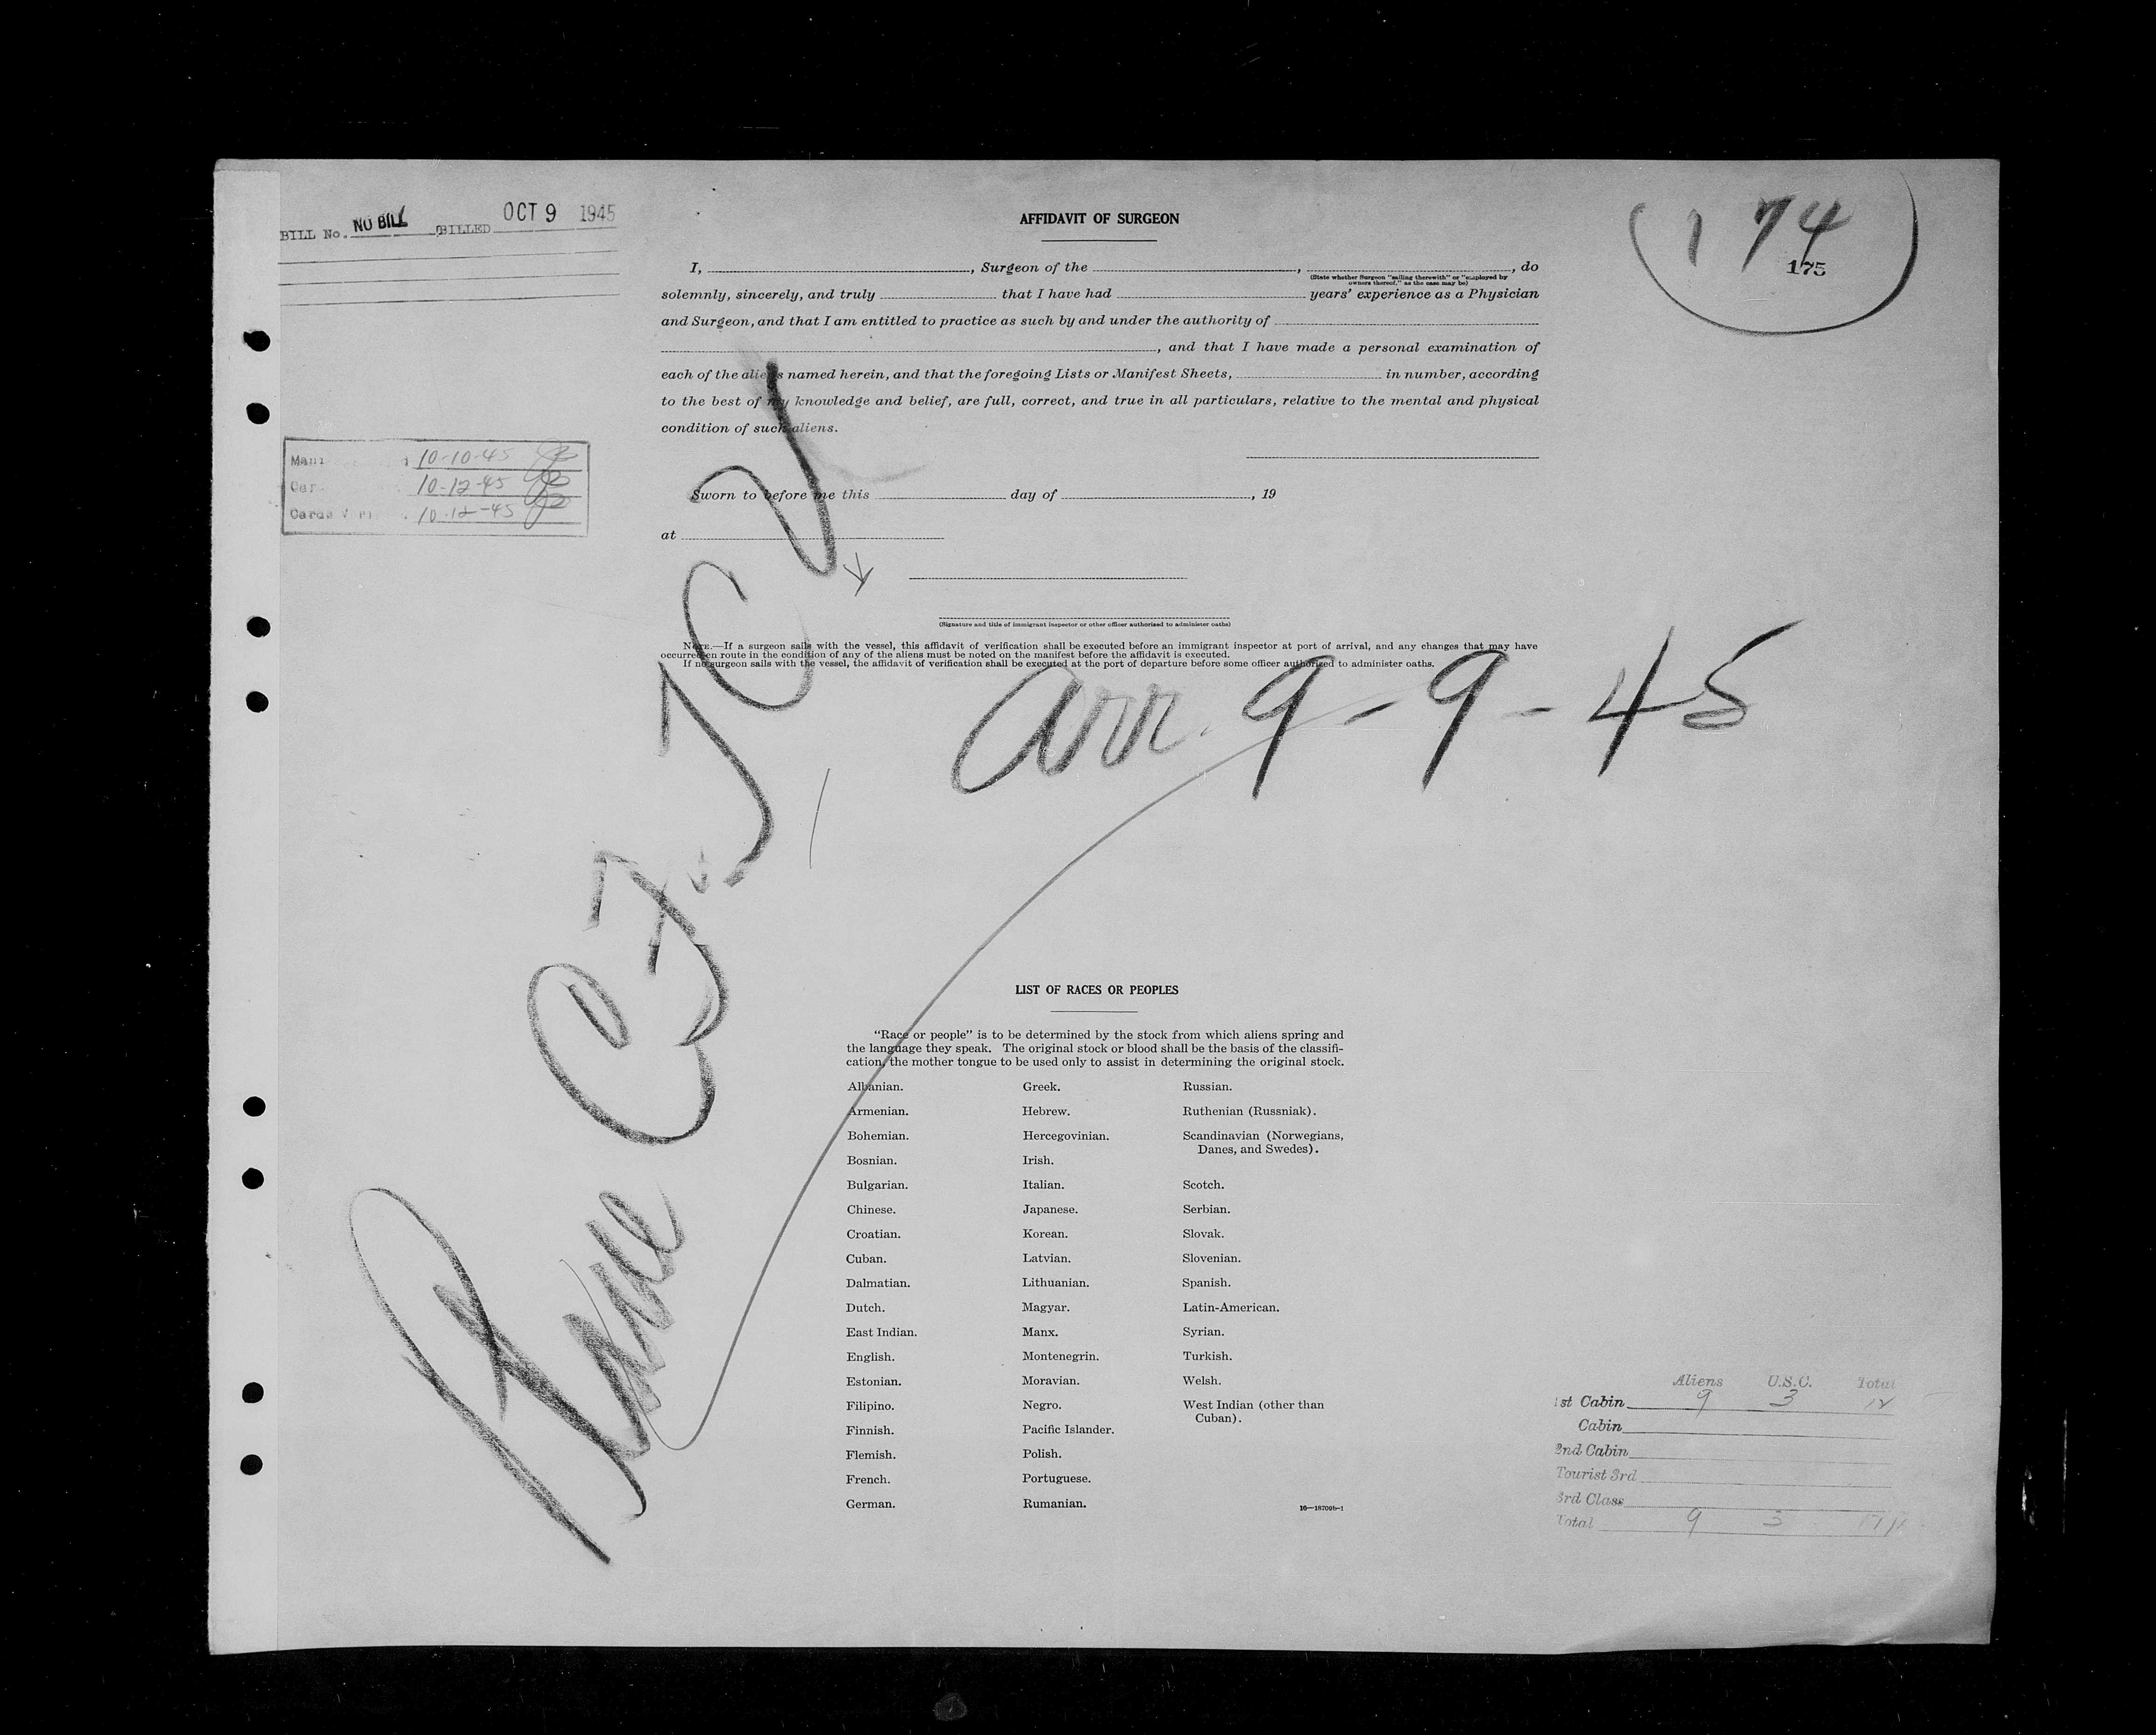 BILL No. NO BILL BILLED OCT 9 1945
174
175
AFFIDAVIT OF SURGEON
I, , Surgeon of the , , do
(State whether Surgeon "sailing therewith" or "employed by
owners thereof," as the case may be)
solemnly, sincerely, and truly that I have had years' experience as a Physician
and Surgeon, and that I am entitled to practice as such by and under the authority of
, and that I have made a personal examination of
each of the aliens named herein, and that the foregoing Lists or Manifest Sheets, in number, according
to the best of my knowledge and belief, are full, correct, and true in all particulars, relative to the mental and physical
condition of such aliens.
10-10-45
10-12-45
Cards 10-12-45
Sworn to before me this day of , 19
at
(Signature and title of immigrant inspector or other officer authorized to administer oaths)
NOTE.—If a surgeon sails with the vessel, this affidavit of verification shall be executed before an immigrant inspector at port of arrival, and any changes that may have
occurred en route in the condition of any of the aliens must be noted on the manifest before the affidavit is executed.
If no surgeon sails with the vessel, the affidavit of verification shall be executed at the port of departure before some officer authorized to administer oaths.
Plane
arr. 9-9-45
LIST OF RACES OR PEOPLES
"Race or people" is to be determined by the stock from which aliens spring and
the language they speak. The original stock or blood shall be the basis of the classifi-
cation, the mother tongue to be used only to assist in determining the original stock.
Albanian.
Armenian.
Bohemian.
Bosnian.
Bulgarian.
Chinese.
Croatian.
Cuban.
Dalmatian.
Dutch.
East Indian.
English.
Estonian.
Filipino.
Finnish.
Flemish.
French.
German.
Greek.
Hebrew.
Hercegovinian.
Irish.
Italian.
Japanese.
Korean.
Latvian.
Lithuanian.
Magyar.
Manx.
Montenegrin.
Moravian.
Negro.
Pacific Islander.
Polish.
Portuguese.
Rumanian.
Russian.
Ruthenian (Russniak).
Scandinavian (Norwegians,
Danes, and Swedes).
Scotch.
Serbian.
Slovak.
Slovenian.
Spanish.
Latin-American.
Syrian.
Turkish.
Welsh.
West Indian (other than
Cuban).
16—18709b-1
Aliens U.S.C. Total
1st Cabin 9 3 12
Cabin
2nd Cabin
Tourist 3rd
3rd Class
Total 9 3